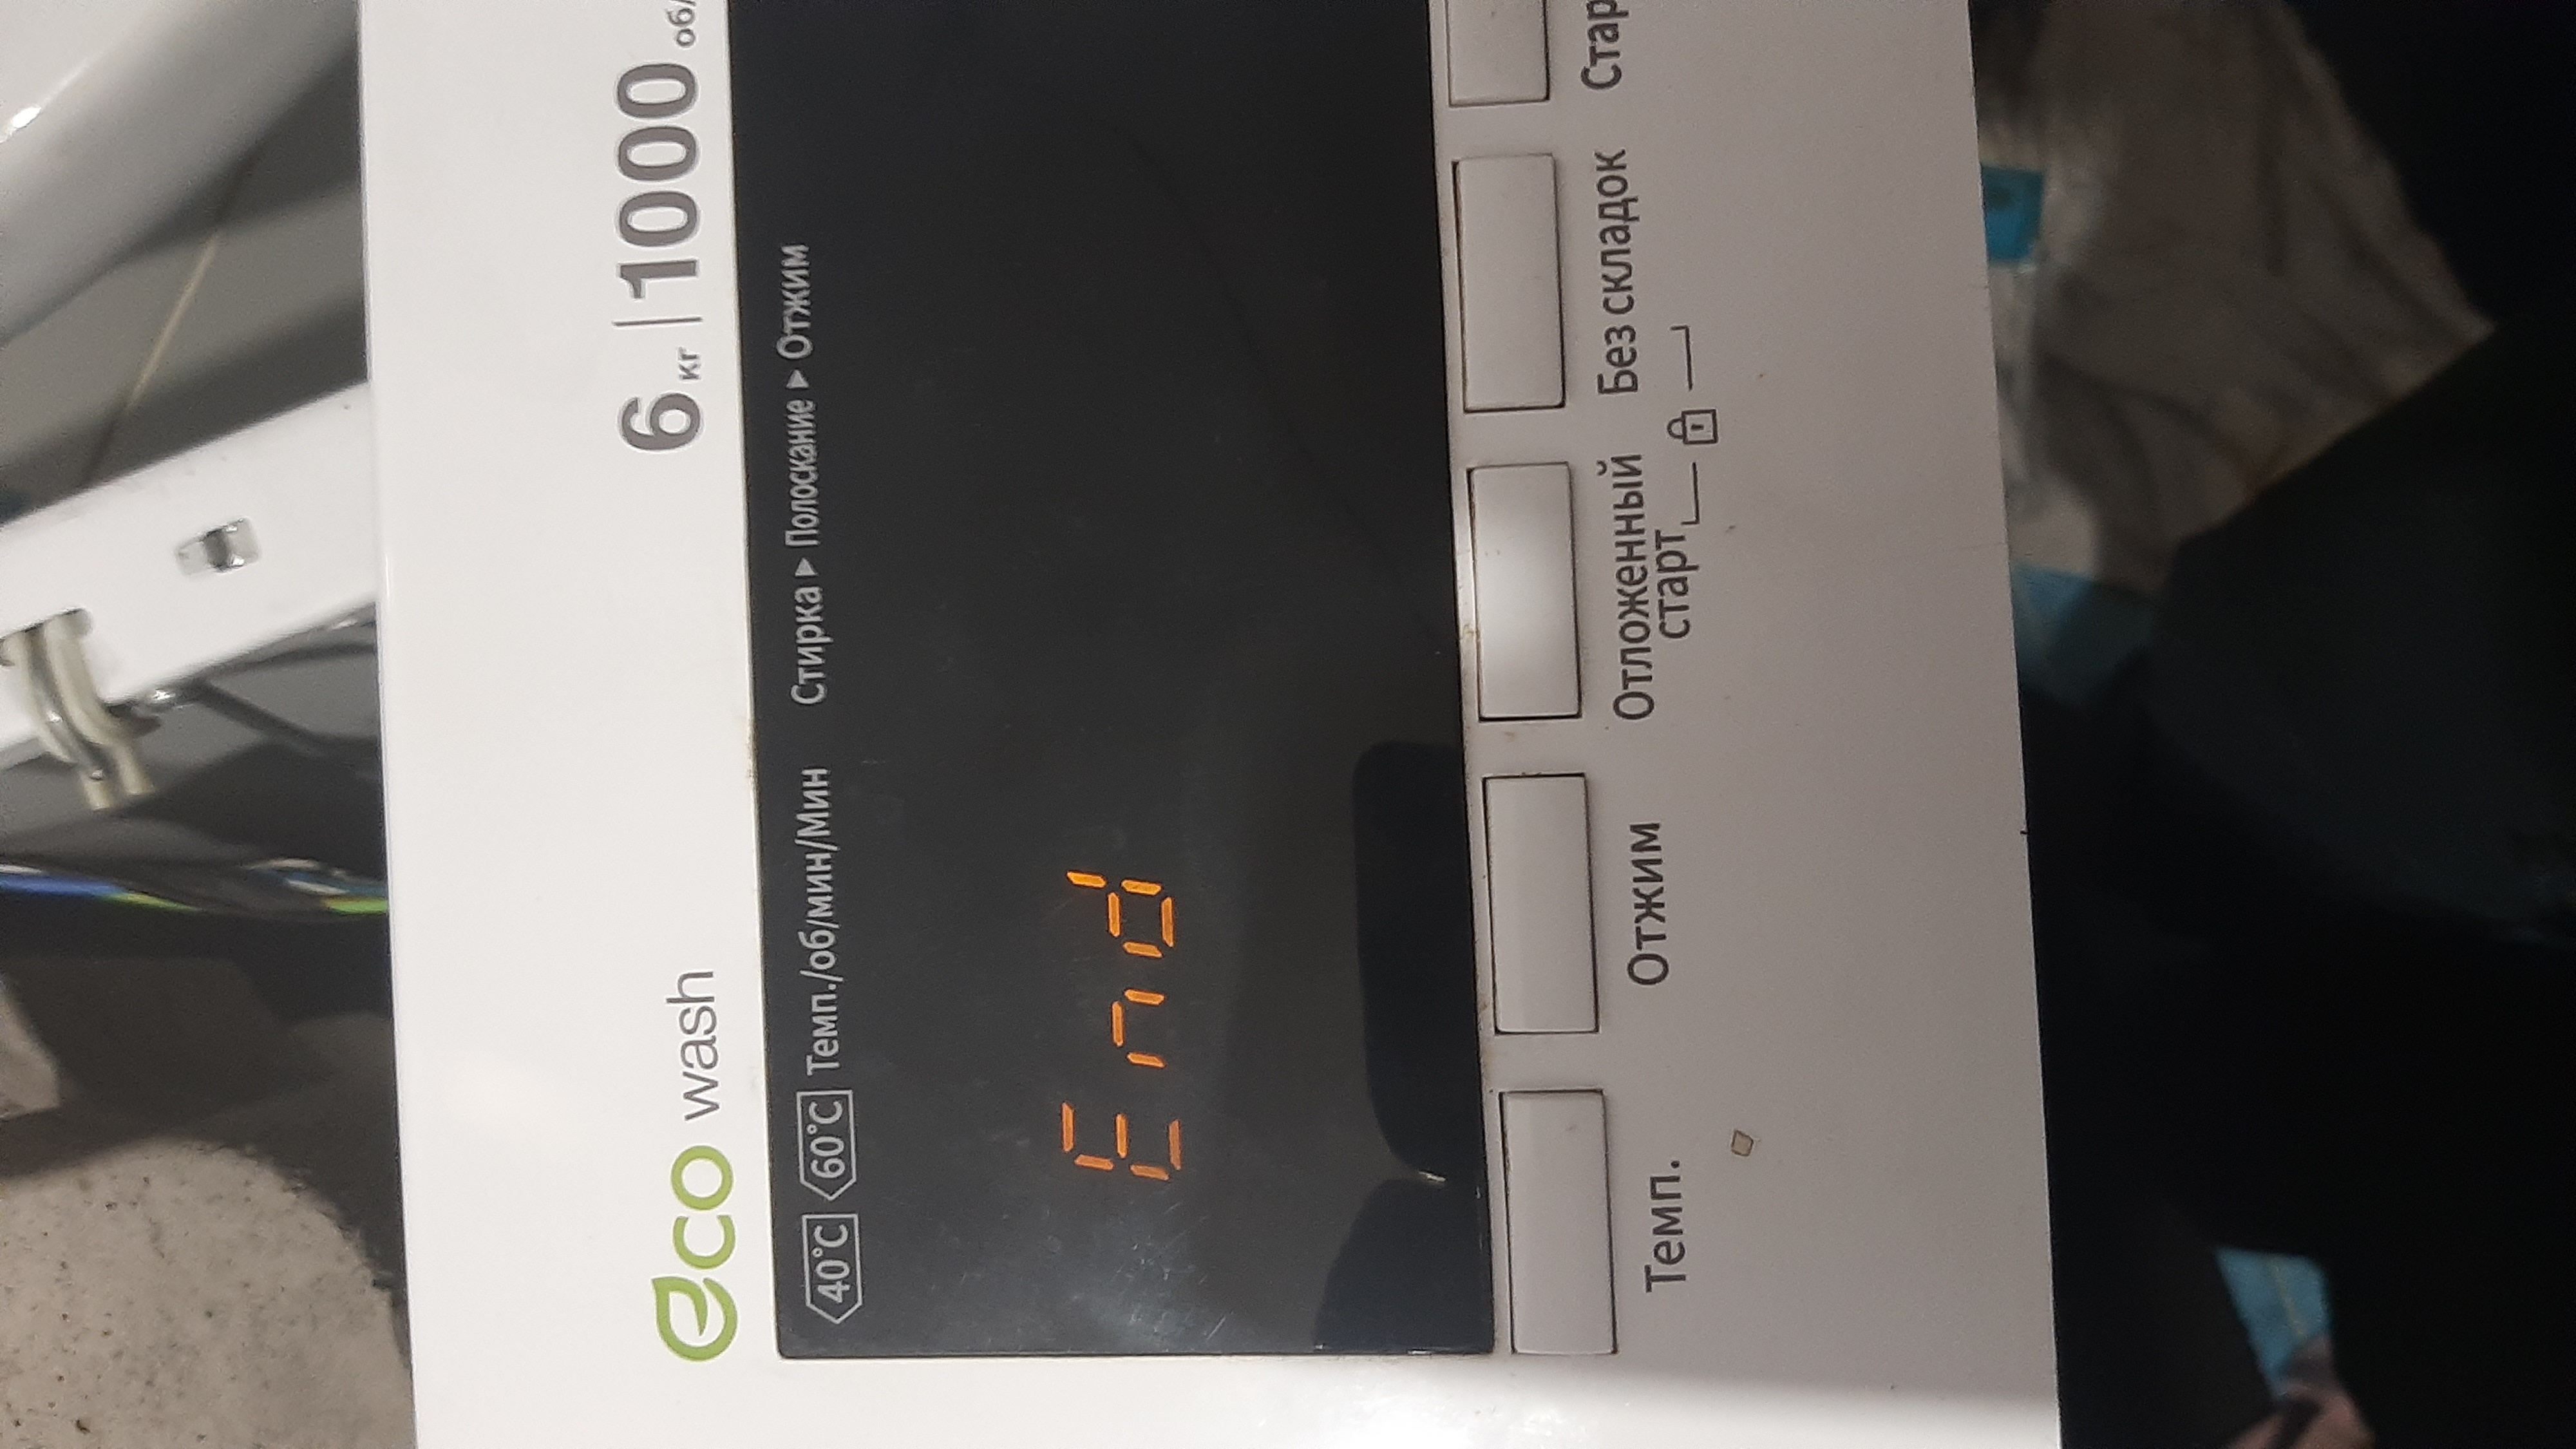 eco wash
6 кг | 1000 об/
40°C 60°C Темп./об/мин/Мин Стирка ▶ Полоскание ▶ Отжим
End
Темп. Отжим Отложенный старт Без складок Стар